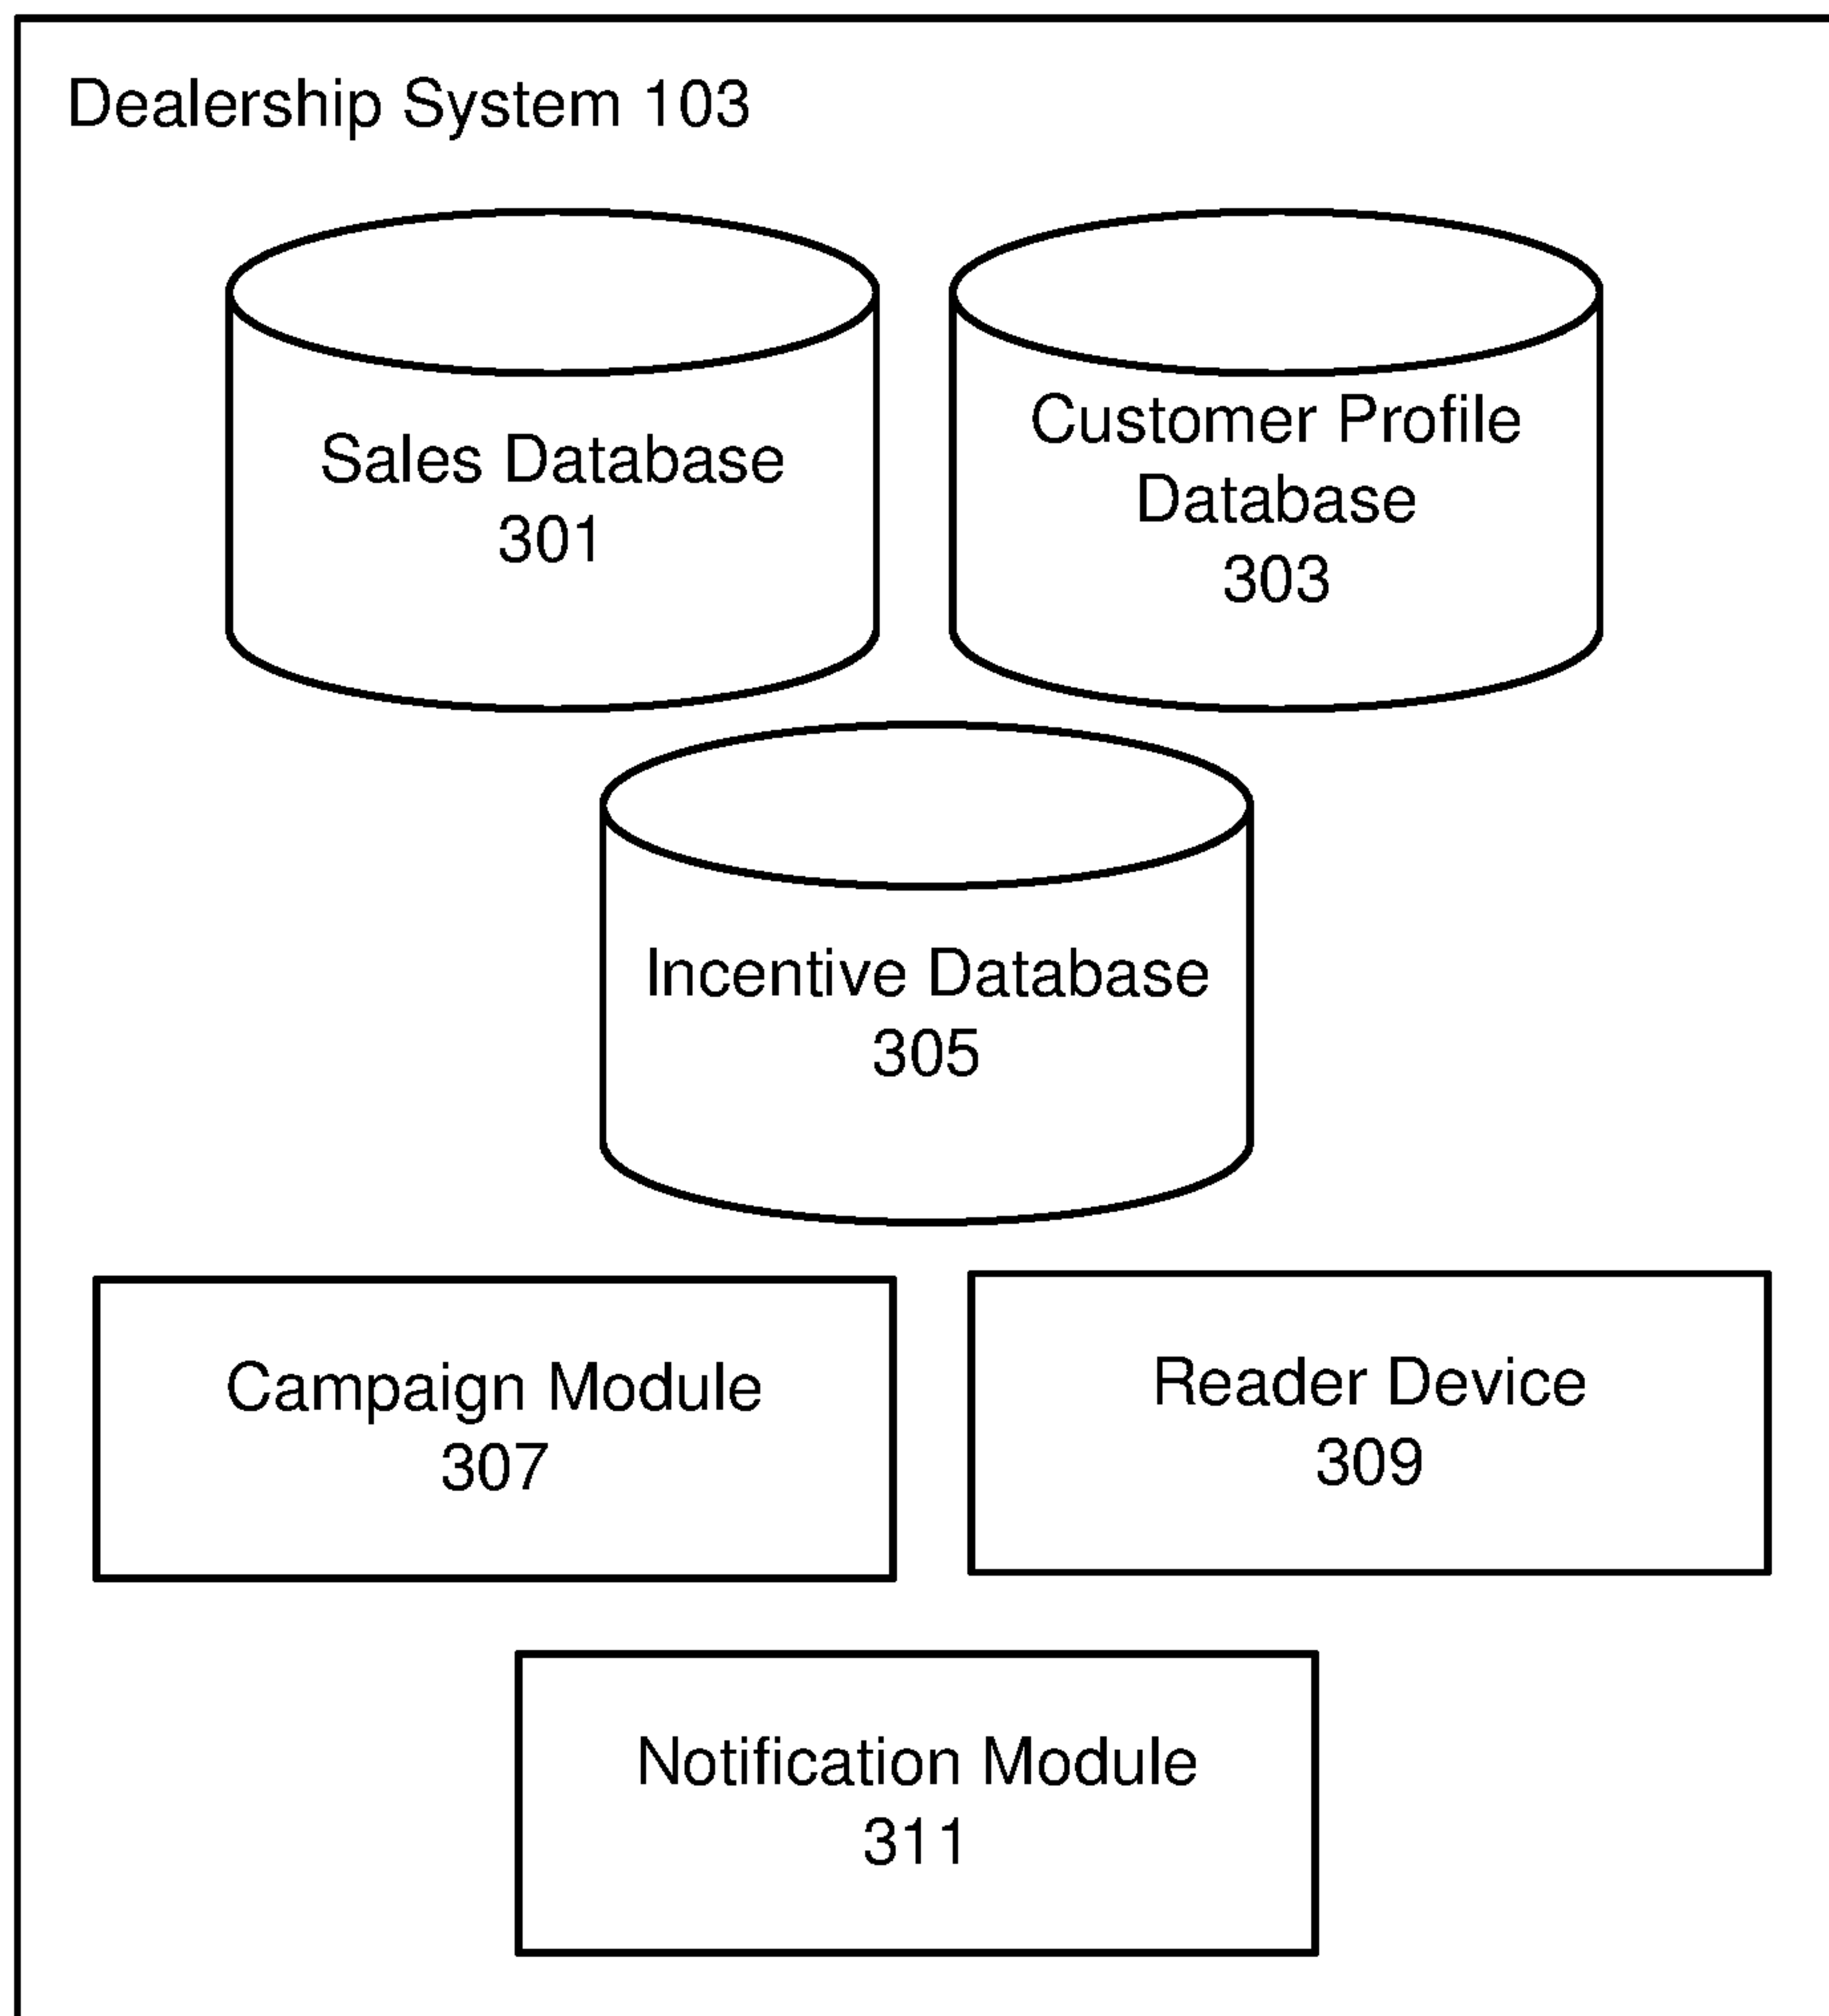 Dealership System 103
Sales Database
301
Customer Profile
Database
303
Incentive Database
305
Campaign Module
307
Reader Device
309
Notification Module
311